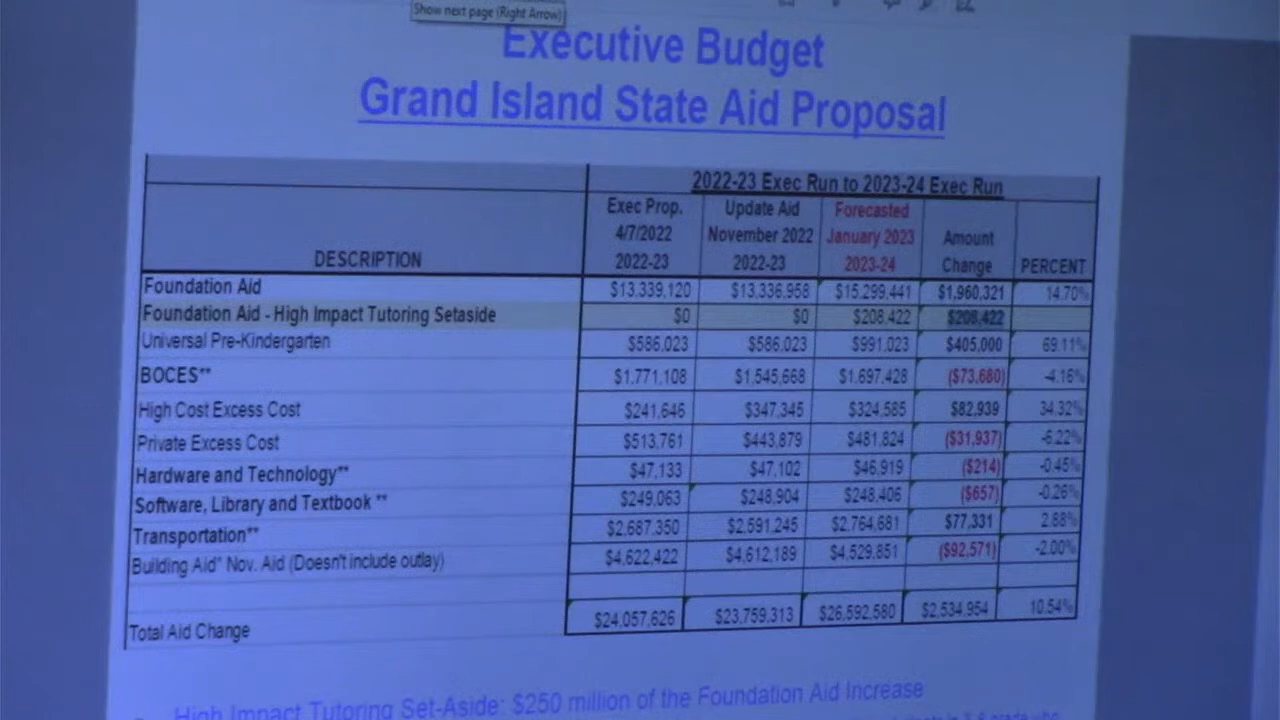 Show next page (Right Arrow)
Executive Budget
Grand Island State Aid Proposal
2022-23 Exec Run to 2023-24 Exec Run
DESCRIPTION Exec Prop. 4/7/2022 2022-23 Update Aid November 2022 2022-23 Forecasted January 2023 2023-24 Amount Change PERCENT
Foundation Aid $13,339,120 $13,336,958 $15,299,441 $1,960,321 14.70%
Foundation Aid - High Impact Tutoring Setaside $0 $0 $208,422 $208,422
Universal Pre-Kindergarten $586,023 $586,023 $991,023 $405,000 69.11%
BOCES** $1,771,108 $1,545,668 $1,697,428 ($73,680) -4.16%
High Cost Excess Cost $241,646 $347,345 $324,585 $82,939 34.32%
Private Excess Cost $513,761 $443,879 $481,824 ($31,937) -6.22%
Hardware and Technology** $47,133 $47,102 $46,919 ($214) -0.45%
Software, Library and Textbook ** $249,063 $248,904 $248,406 ($657) -0.26%
Transportation** $2,687,350 $2,591,245 $2,764,681 $77,331 2.88%
Building Aid* Nov. Aid (Doesn't include outlay) $4,622,422 $4,612,189 $4,529,851 ($92,571) -2.00%
Total Aid Change $24,057,626 $23,759,313 $26,592,580 $2,534,954 10.54%
High Impact Tutoring Set-Aside: $250 million of the Foundation Aid Increase